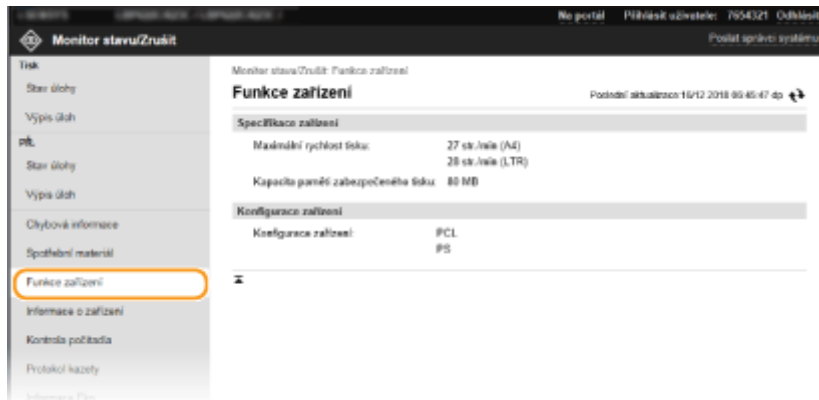 Na portál Přihlásit uživatele: 7654321 Odhlásit
Monitor stavu/Zrušit
Poslat správci systému
Tisk
Stav úlohy
Výpis úloh
Př.
Stav úlohy
Výpis úloh
Chybová informace
Spotřební materiál
Funkce zařízení
Informace o zařízení
Kontrola počítadla
Protokol kazety
Monitor stavu/Zrušit: Funkce zařízení
Funkce zařízení
Poslední aktualizace:16/12 2018 06:45:47 dp
Specifikace zařízení
Maximální rychlost tisku: 27 str./min (A4)
28 str./min (LTR)
Kapacita paměti zabezpečeného tisku: 80 MB
Konfigurace zařízení
Konfigurace zařízení: PCL
PS